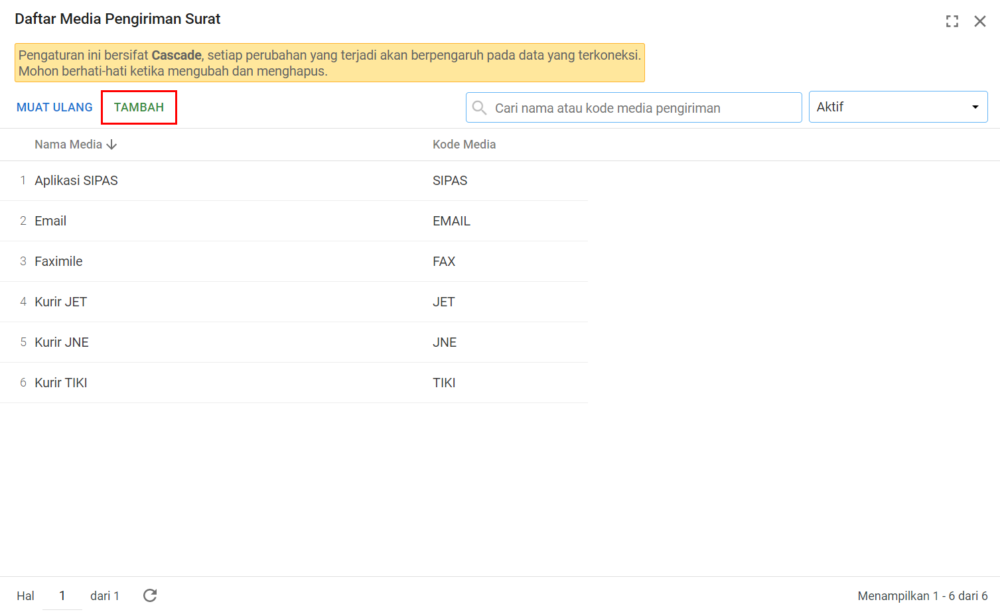 Daftar Media Pengiriman Surat
Pengaturan ini bersifat Cascade, setiap perubahan yang terjadi akan berpengaruh pada data yang terkoneksi.
Mohon berhati-hati ketika mengubah dan menghapus.
MUAT ULANG TAMBAH Cari nama atau kode media pengiriman Aktif
Nama Media Kode Media
1 Aplikasi SIPAS SIPAS
2 Email EMAIL
3 Faximile FAX
4 Kurir JET JET
5 Kurir JNE JNE
6 Kurir TIKI TIKI
Hal 1 dari 1 Menampilkan 1 - 6 dari 6